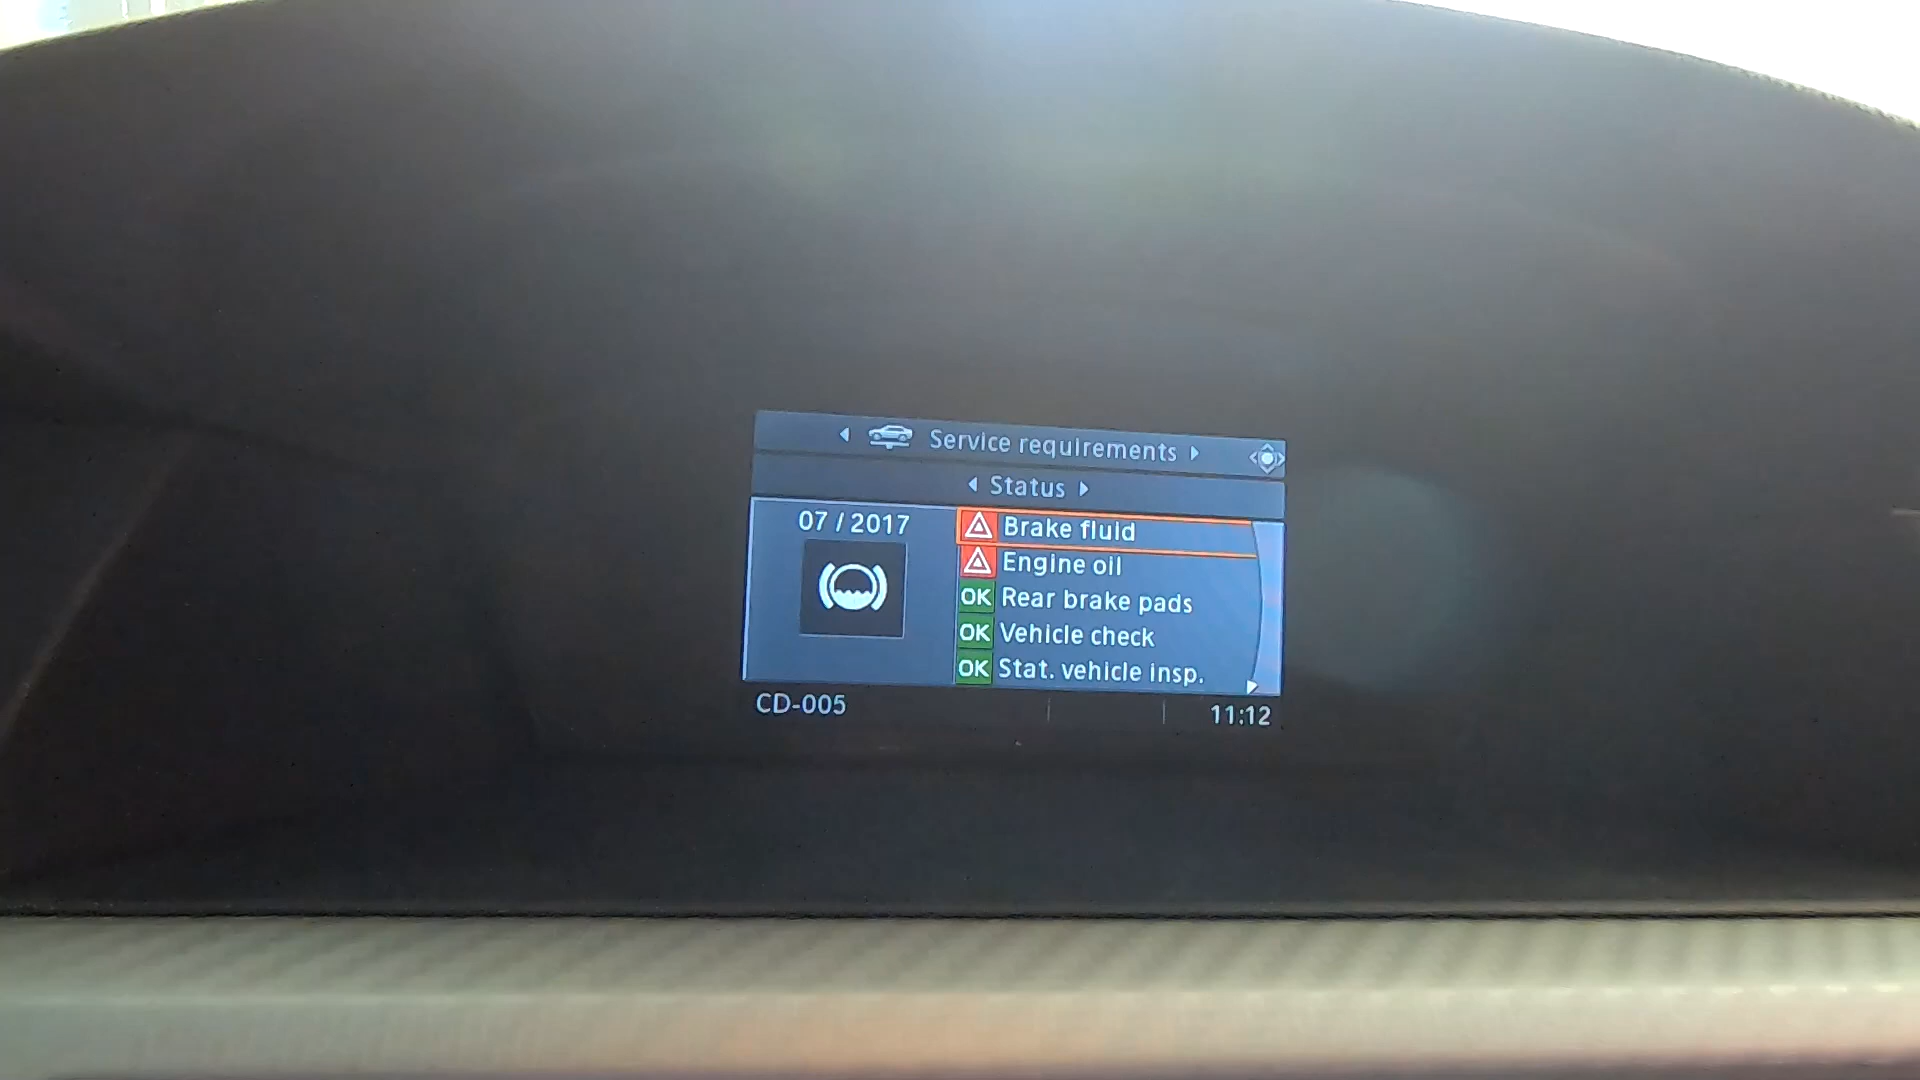 Service requirements
Status
07 / 2017
Brake fluid
Engine oil
OK Rear brake pads
OK Vehicle check
OK Stat. vehicle insp.
CD-005
11:12